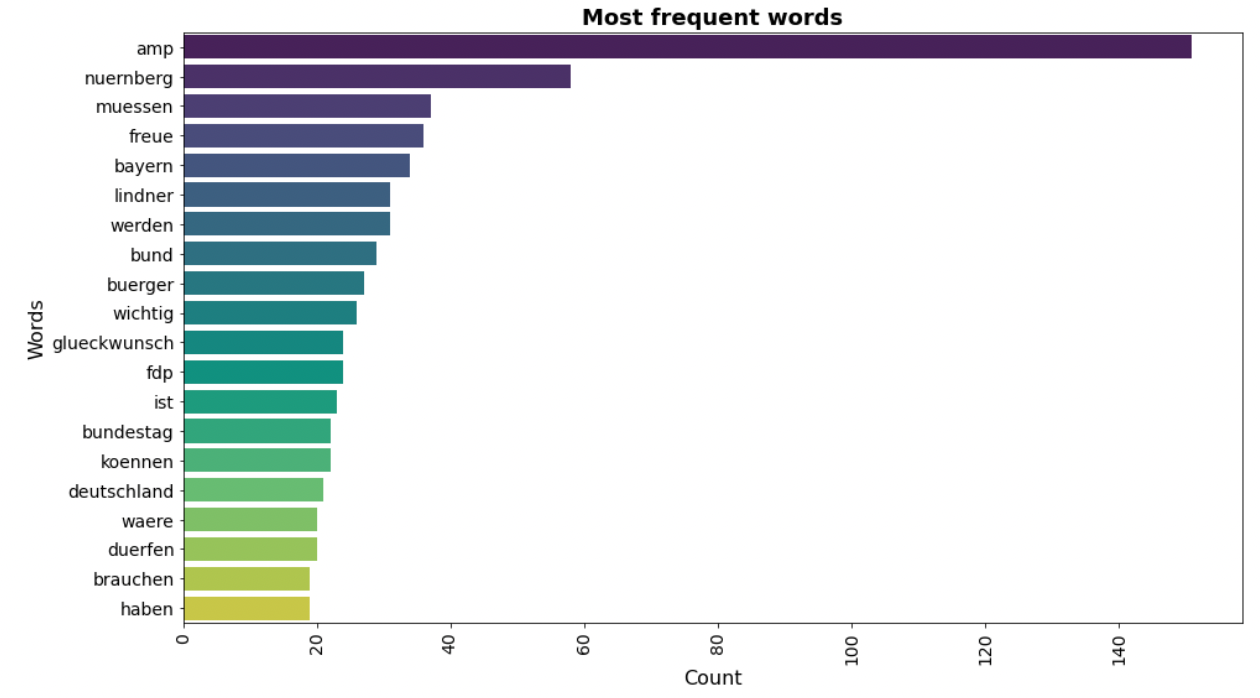 Most frequent words
Words
amp
nuernberg
muessen
freue
bayern
lindner
werden
bund
buerger
wichtig
glueckwunsch
fdp
ist
bundestag
koennen
deutschland
waere
duerfen
brauchen
haben
0 20 40 60 80 100 120 140
Count